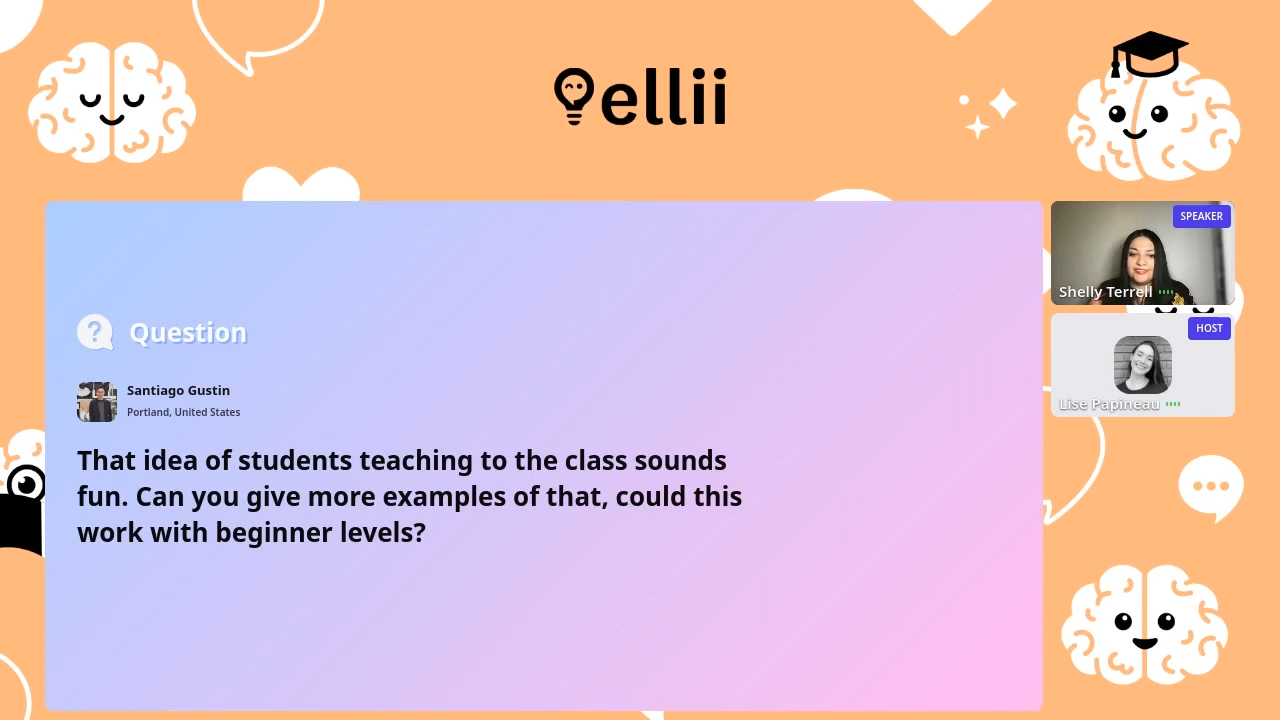 ellii
SPEAKER
Shelly Terrell
HOST
Lise Papineau
Question
Santiago Gustin
Portland, United States
That idea of students teaching to the class sounds
fun. Can you give more examples of that, could this
work with beginner levels?